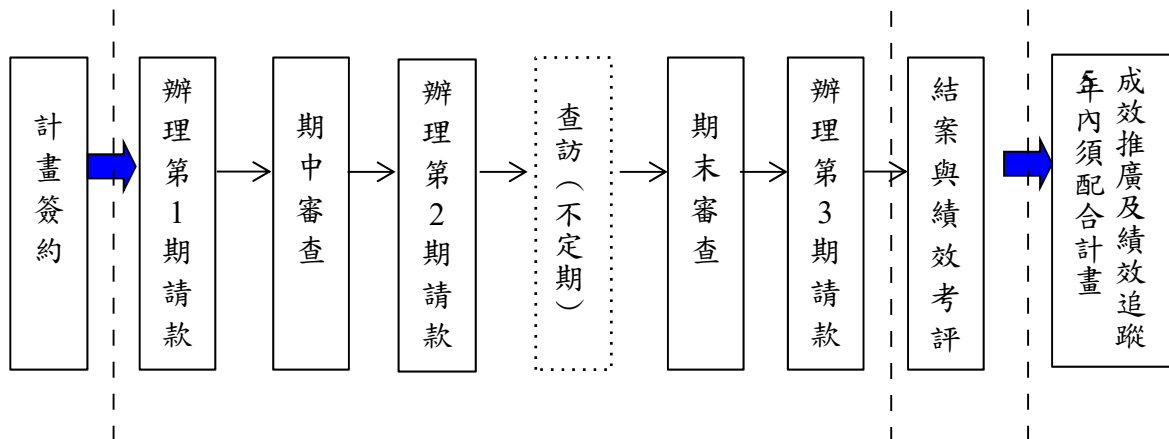 計畫簽約
辦理第1期請款
期中審查
辦理第2期請款
查訪（不定期）
期末審查
辦理第3期請款
結案與績效考評
5年內須配合計畫
成效推廣及績效追蹤